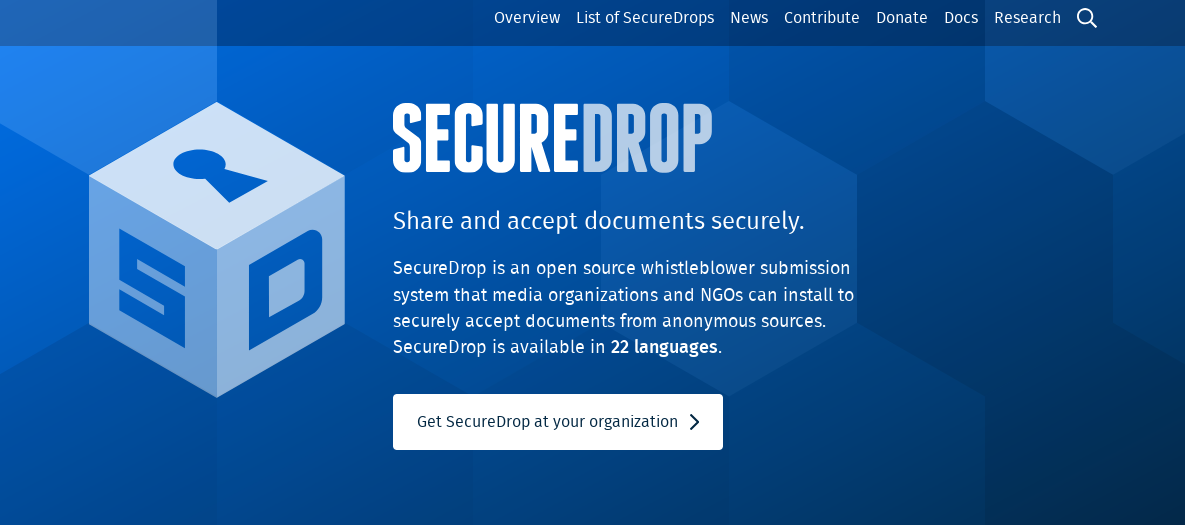 Overview List of SecureDrops News Contribute Donate Docs Research
SECUREDROP
SD
Share and accept documents securely.
SecureDrop is an open source whistleblower submission
system that media organizations and NGOs can install to
securely accept documents from anonymous sources.
SecureDrop is available in 22 languages.
Get SecureDrop at your organization